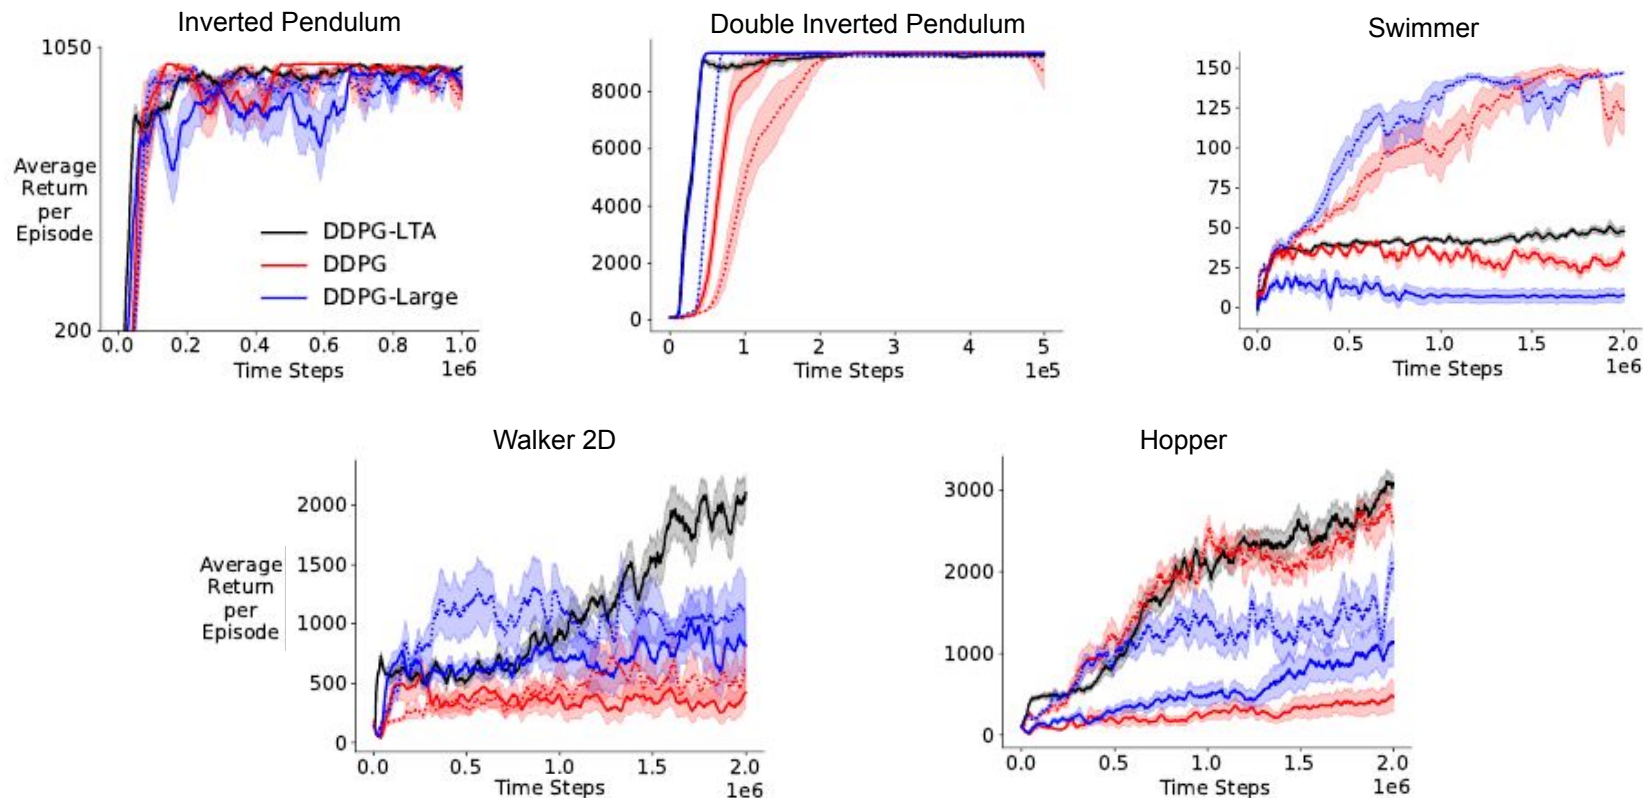 Inverted Pendulum
1050
200
Average
Return
per
Episode
DDPG-LTA
DDPG
DDPG-Large
0.0 0.2 0.4 0.6 0.8 1.0
Time Steps 1e6
Double Inverted Pendulum
8000
6000
4000
2000
0
0 1 2 3 4 5
Time Steps 1e5
Swimmer
150
125
100
75
50
25
0
0.0 0.5 1.0 1.5 2.0
Time Steps 1e6
Walker 2D
2000
1500
1000
500
0
Average
Return
per
Episode
0.0 0.5 1.0 1.5 2.0
Time Steps 1e6
Hopper
3000
2000
1000
0
0.0 0.5 1.0 1.5 2.0
Time Steps 1e6